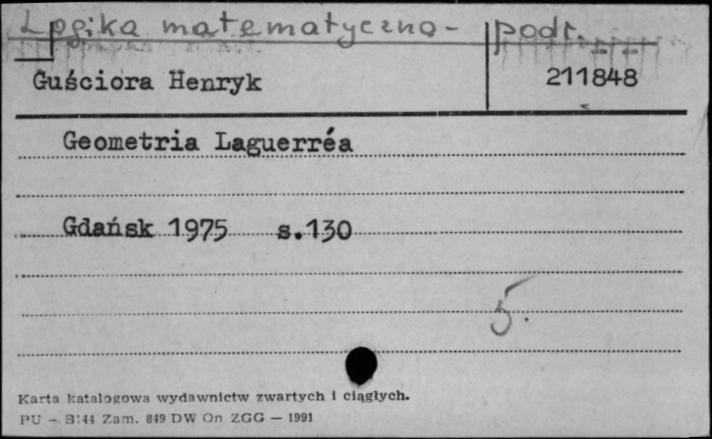 Logika matematyczno- podr.
Guściora Henryk 211848
Geometria Laguerréa
Gdańsk 1975 s.130
5.
Karta katalogowa wydawnictw zwartych i ciągłych.
PU — 3144 Zam. 849 DW On ZGG — 1991